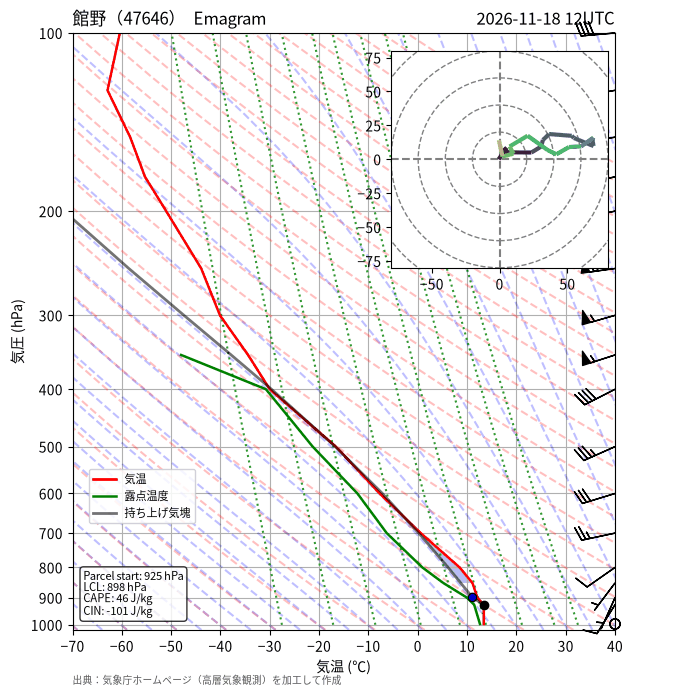 館野（47646） Emagram
2026-11-18 12UTC
100
200
300
400
500
600
700
800
900
1000
気圧 (hPa)
75
50
25
0
−25
−50
−75
−50
0
50
気温
露点温度
持ち上げ気塊
Parcel start: 925 hPa
LCL: 898 hPa
CAPE: 46 J/kg
CIN: -101 J/kg
−70
−60
−50
−40
−30
−20
−10
0
10
20
30
40
気温 (°C)
出典：気象庁ホームページ（高層気象観測）を加工して作成